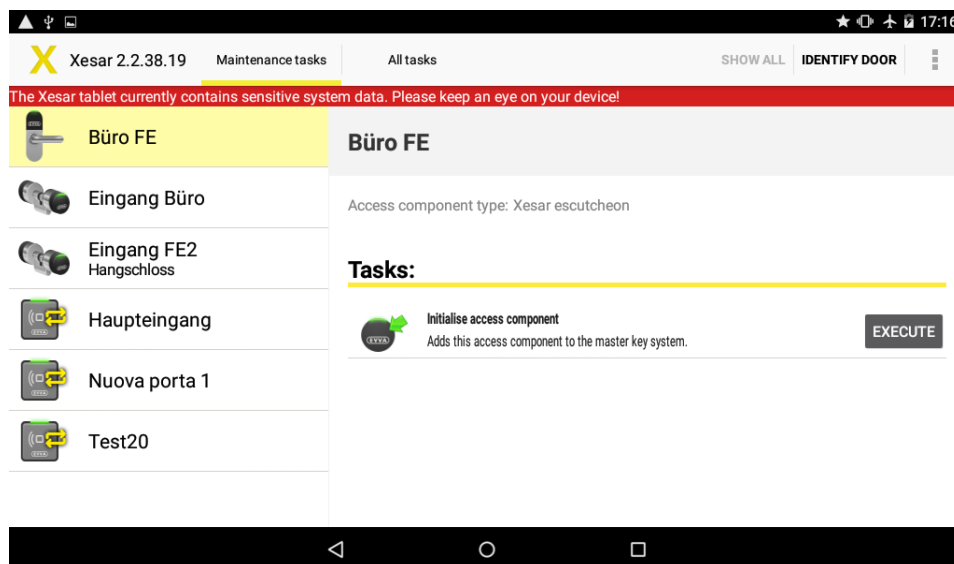 17:16
Xesar 2.2.38.19
Maintenance tasks
All tasks
SHOW ALL
IDENTIFY DOOR
The Xesar tablet currently contains sensitive system data. Please keep an eye on your device!
Büro FE
Eingang Büro
Eingang FE2
Hangschloss
Haupteingang
Nuova porta 1
Test20
Büro FE
Access component type: Xesar escutcheon
Tasks:
EVVA
Initialise access component
Adds this access component to the master key system.
EXECUTE